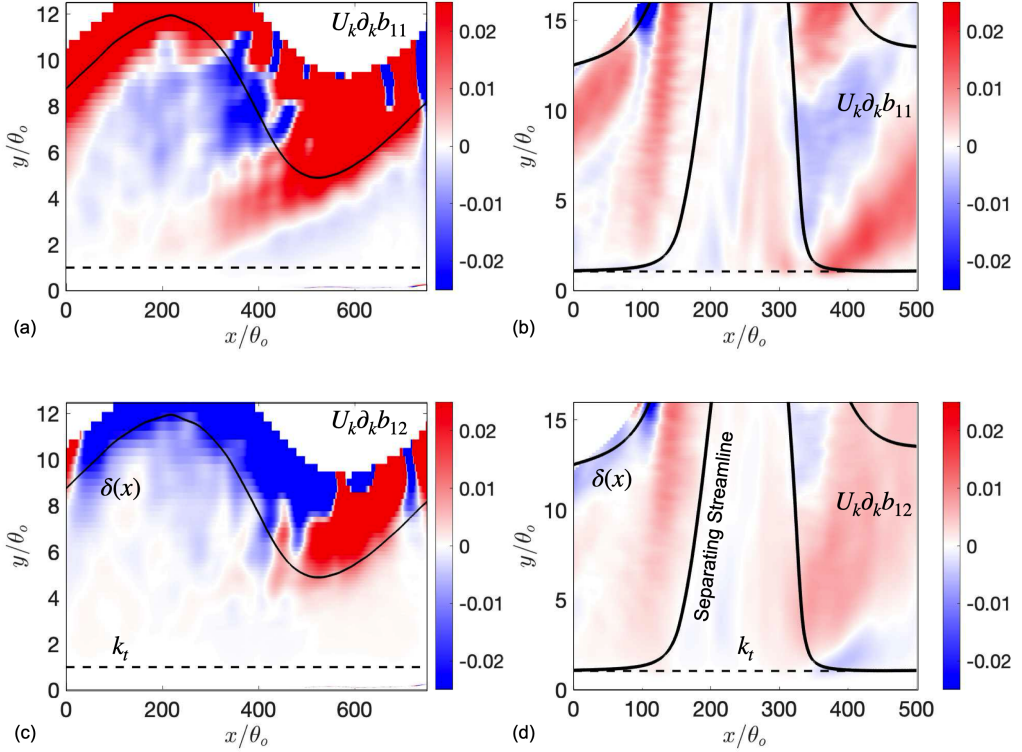 12
10
8
6
4
2
0
0 200 400 600
y/θₒ
x/θₒ
Uₖ∂ₖb₁₁
0.02
0.01
0
-0.01
-0.02
(a)
15
10
5
0
0 100 200 300 400 500
y/θₒ
x/θₒ
Uₖ∂ₖb₁₁
0.02
0.01
0
-0.01
-0.02
(b)
12
10
8
6
4
2
0
0 200 400 600
y/θₒ
x/θₒ
Uₖ∂ₖb₁₂
δ(x)
kₜ
0.02
0.01
0
-0.01
-0.02
(c)
15
10
5
0
0 100 200 300 400 500
y/θₒ
x/θₒ
δ(x)
Separating Streamline
Uₖ∂ₖb₁₂
kₜ
0.02
0.01
0
-0.01
-0.02
(d)